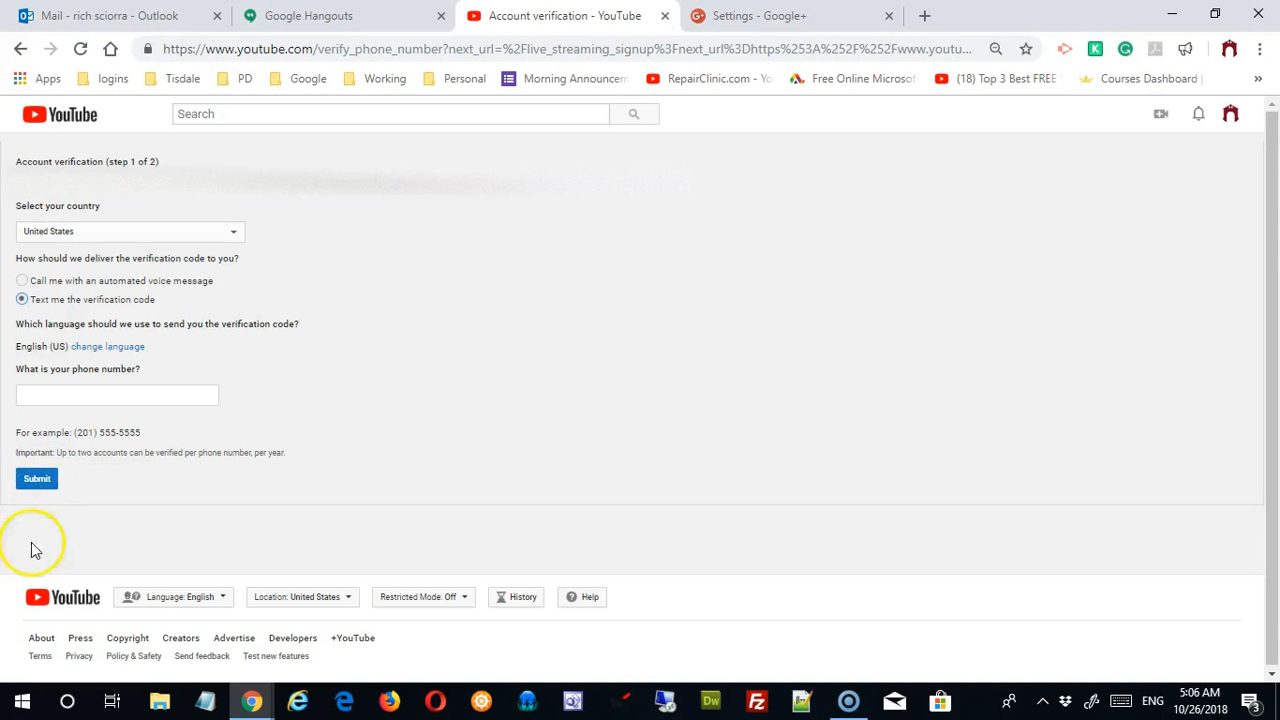 Mail - rich sciorra - Outlook
Google Hangouts
Account verification - YouTube
Settings - Google+
https://www.youtube.com/verify_phone_number?next_url=%2Flive_streaming_signup%3Fnext_url%3Dhttps%253A%252F%252Fwww.youtu...
Apps
logins
Tisdale
PD
Google
Working
Personal
Morning Announcem
RepairClinic.com - Yo
Free Online Microsof
(18) Top 3 Best FREE
Courses Dashboard
»
YouTube
Search
Account verification (step 1 of 2)
Select your country
United States
How should we deliver the verification code to you?
Call me with an automated voice message
Text me the verification code
Which language should we use to send you the verification code?
English (US) change language
What is your phone number?
For example: (201) 555-5555
Important: Up to two accounts can be verified per phone number, per year.
Submit
YouTube
Language: English
Location: United States
Restricted Mode: Off
History
Help
About Press Copyright Creators Advertise Developers +YouTube
Terms Privacy Policy & Safety Send feedback Test new features
Dw
Fz
ENG
5:06 AM
10/26/2018
3